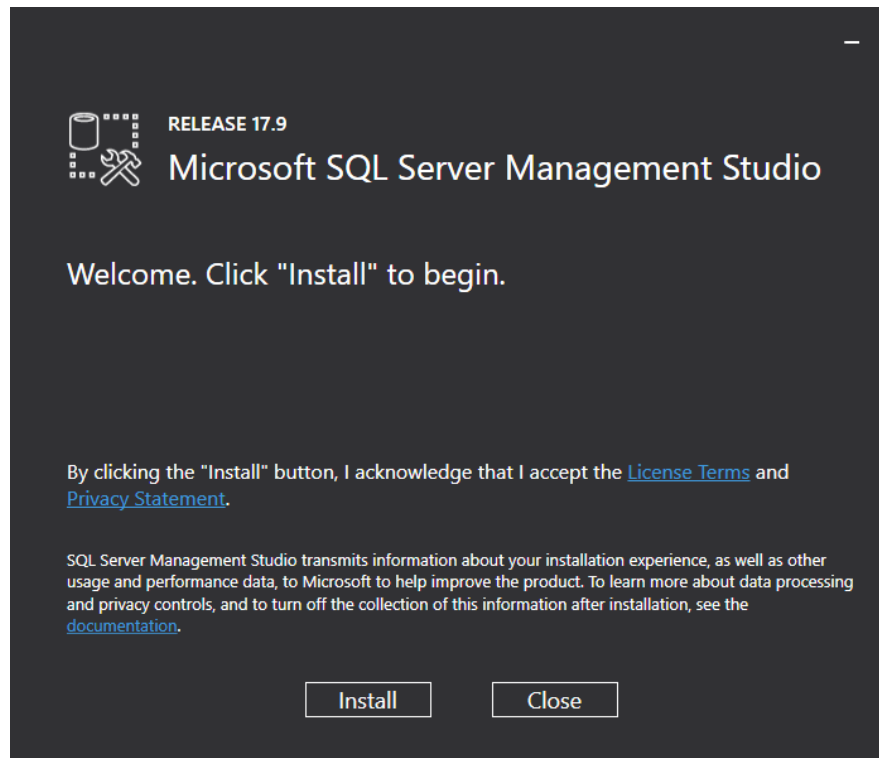 RELEASE 17.9
Microsoft SQL Server Management Studio
Welcome. Click "Install" to begin.
By clicking the "Install" button, I acknowledge that I accept the License Terms and
Privacy Statement.
SQL Server Management Studio transmits information about your installation experience, as well as other
usage and performance data, to Microsoft to help improve the product. To learn more about data processing
and privacy controls, and to turn off the collection of this information after installation, see the
documentation.
Install Close